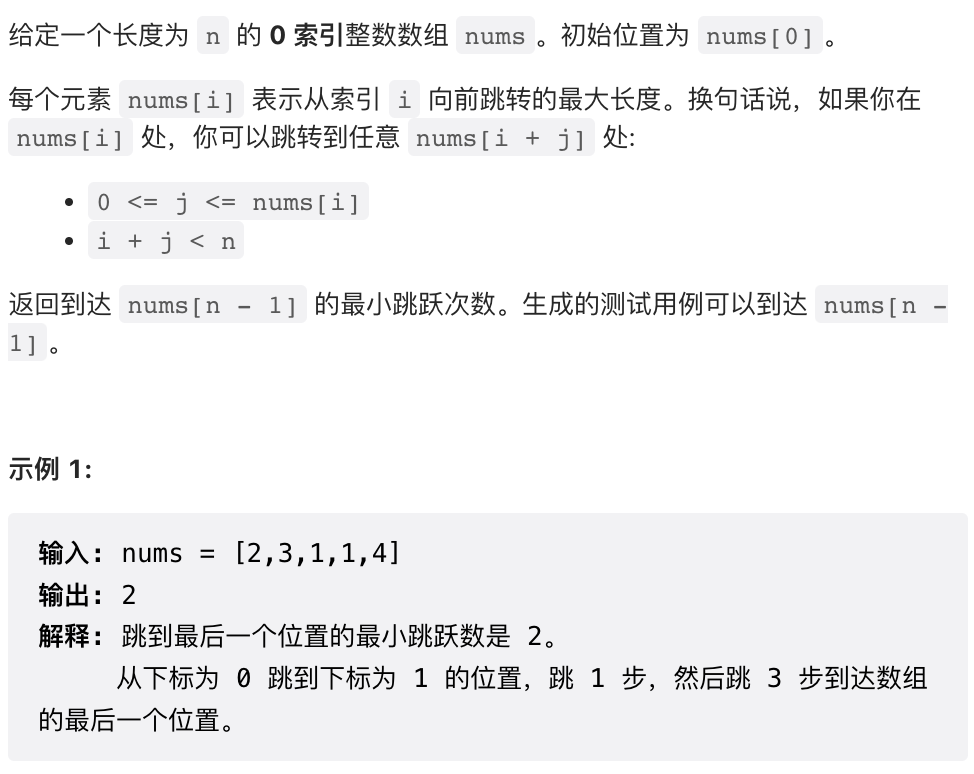 给定一个长度为 n 的 0 索引整数数组 nums 。初始位置为 nums[0] 。
每个元素 nums[i] 表示从索引 i 向前跳转的最大长度。换句话说，如果你在
nums[i] 处，你可以跳转到任意 nums[i + j] 处:
• 0 <= j <= nums[i]
• i + j < n
返回到达 nums[n - 1] 的最小跳跃次数。生成的测试用例可以到达 nums[n -
1] 。
示例 1:
输入: nums = [2,3,1,1,4]
输出: 2
解释: 跳到最后一个位置的最小跳跃数是 2。
从下标为 0 跳到下标为 1 的位置，跳 1 步，然后跳 3 步到达数组
的最后一个位置。